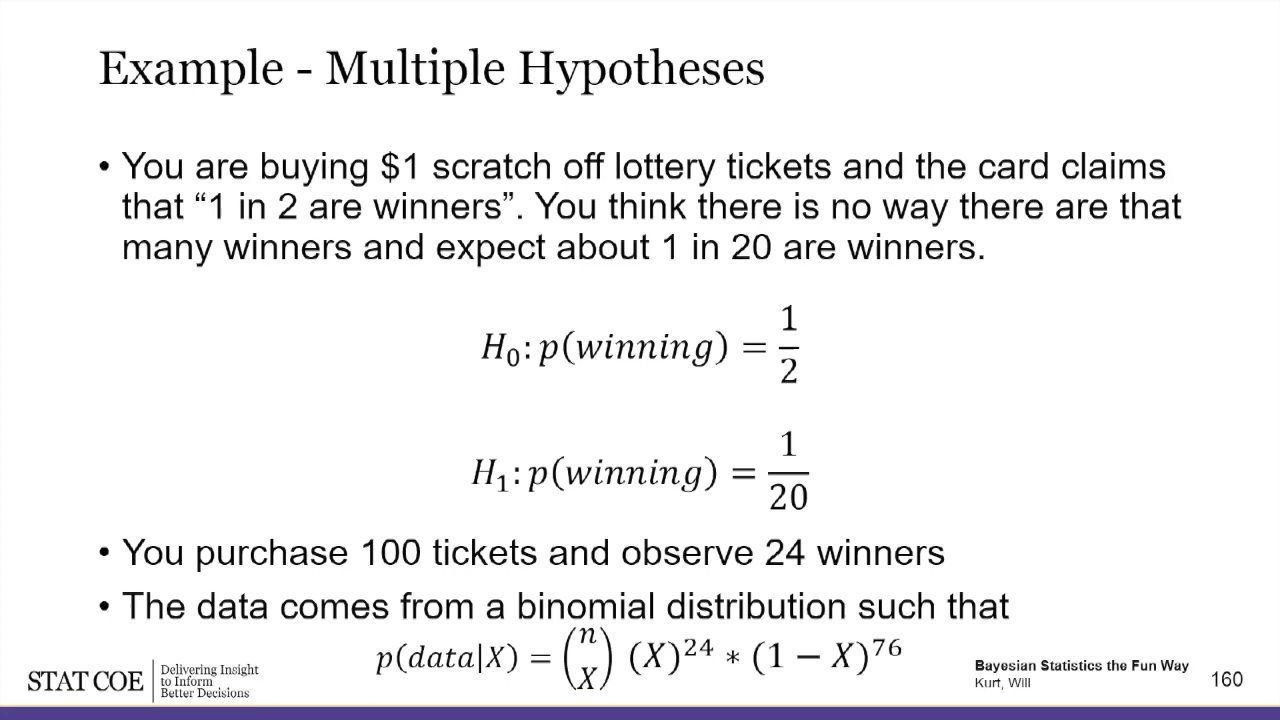 Example - Multiple Hypotheses
• You are buying $1 scratch off lottery tickets and the card claims
that “1 in 2 are winners”. You think there is no way there are that
many winners and expect about 1 in 20 are winners.
H₀: p(winning) = 1/2
H₁: p(winning) = 1/20
• You purchase 100 tickets and observe 24 winners
• The data comes from a binomial distribution such that
p(data|X) = (n X) (X)²⁴ * (1 − X)⁷⁶
STAT COE
Delivering Insight
to Inform
Better Decisions
Bayesian Statistics the Fun Way
Kurt, Will
160